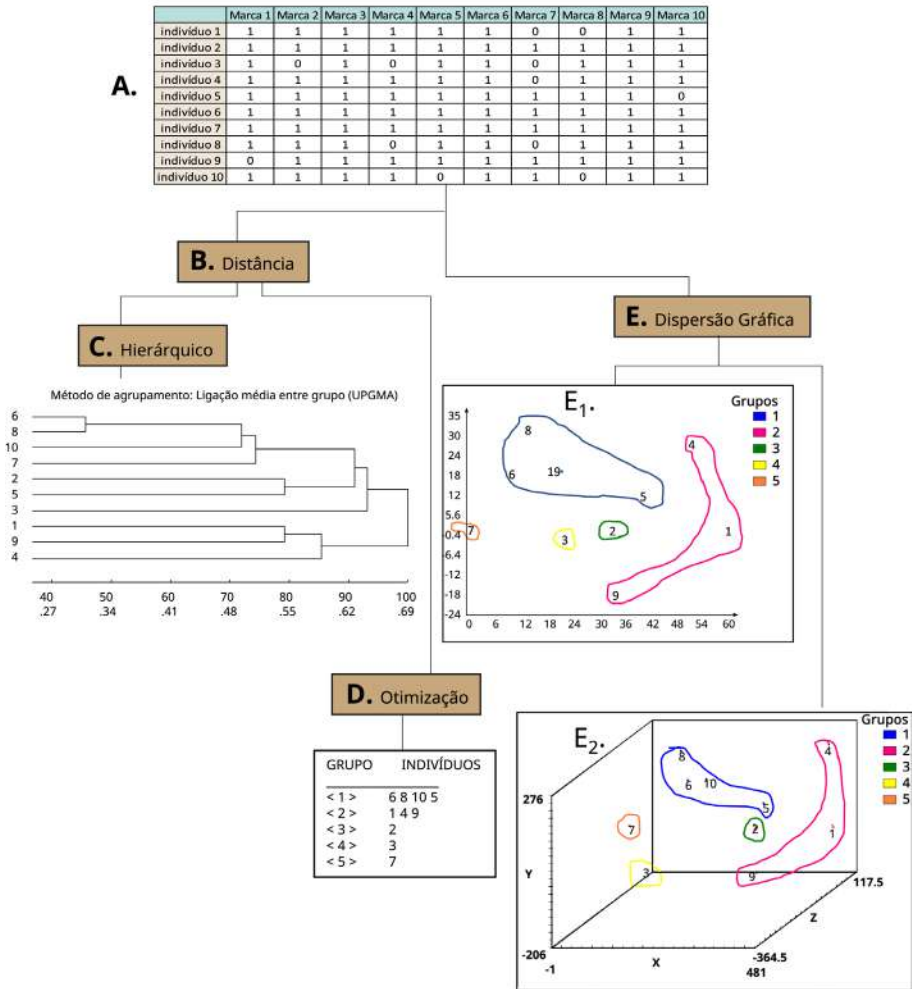 Marca 1 Marca 2 Marca 3 Marca 4 Marca 5 Marca 6 Marca 7 Marca 8 Marca 9 Marca 10
indivíduo 1 1 1 1 1 1 1 0 0 1 1
indivíduo 2 1 1 1 1 1 1 1 1 1 1
indivíduo 3 1 0 1 0 1 1 0 1 1 1
indivíduo 4 1 1 1 1 1 1 0 1 1 1
A.
indivíduo 5 1 1 1 1 1 1 1 1 1 0
indivíduo 6 1 1 1 1 1 1 1 1 1 1
indivíduo 7 1 1 1 1 1 1 1 1 1 1
indivíduo 8 1 1 1 0 1 1 0 1 1 1
indivíduo 9 0 1 1 1 1 1 1 1 1 1
indivíduo 10 1 1 1 1 0 1 1 0 1 1
B. Distância
C. Hierárquico
Método de agrupamento: Ligação média entre grupo (UPGMA)
6
8
10
7
2
5
3
1
9
4
40 50 60 70 80 90 100
.27 .34 .41 .48 .55 .62 .69
D. Otimização
GRUPO INDIVÍDUOS
< 1 > 6 8 10 5
< 2 > 1 4 9
< 3 > 2
< 4 > 3
< 5 > 7
E. Dispersão Gráfica
E1.
Grupos
1
2
3
4
5
35
30
24
18
12
5.6
-0.4
-6.4
-12
-18
-24
0 6 12 18 24 30 36 42 48 54 60
8
4
6
19
5
7
3
2
1
9
E2.
Grupos
1
2
3
4
5
276
Y
-206
-1
X
481
-364.5
Z
117.5
8
4
6
10
5
7
2
1
3
9